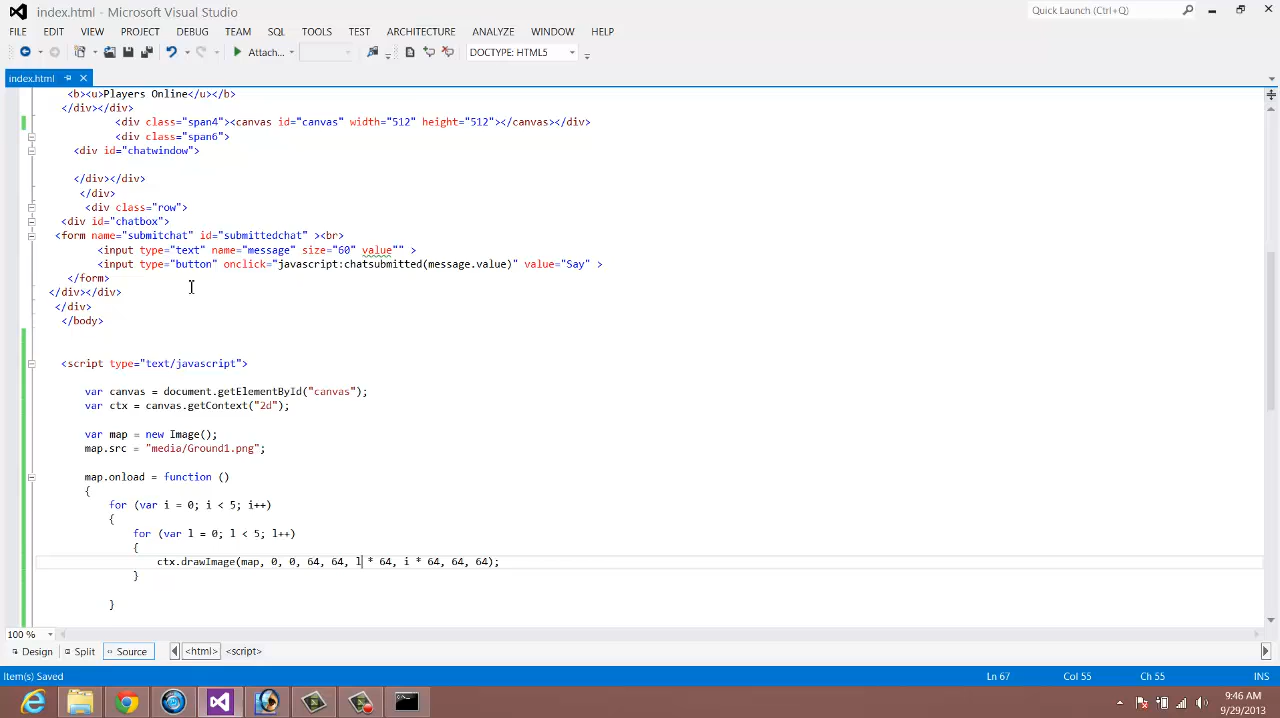 index.html - Microsoft Visual Studio
Quick Launch (Ctrl+Q)
FILE EDIT VIEW PROJECT DEBUG TEAM SQL TOOLS TEST ARCHITECTURE ANALYZE WINDOW HELP
Attach... DOCTYPE: HTML5
index.html
<b><u>Players Online</u></b>
</div></div>
<div class="span4"><canvas id="canvas" width="512" height="512"></canvas></div>
<div class="span6">
<div id="chatwindow">
</div></div>
</div>
<div class="row">
<div id="chatbox">
<form name="submitchat" id="submittedchat" ><br>
<input type="text" name="message" size="60" value"" >
<input type="button" onclick="javascript:chatsubmitted(message.value)" value="Say" >
</form>
</div></div>
</div>
</body>
<script type="text/javascript">
var canvas = document.getElementById("canvas");
var ctx = canvas.getContext("2d");
var map = new Image();
map.src = "media/Ground1.png";
map.onload = function ()
{
for (var i = 0; i < 5; i++)
{
for (var l = 0; l < 5; l++)
{
ctx.drawImage(map, 0, 0, 64, 64, l * 64, i * 64, 64, 64);
}
}
100 %
Design Split Source <html> <script>
Item(s) Saved Ln 67 Col 55 Ch 55 INS
9:46 AM
9/29/2013